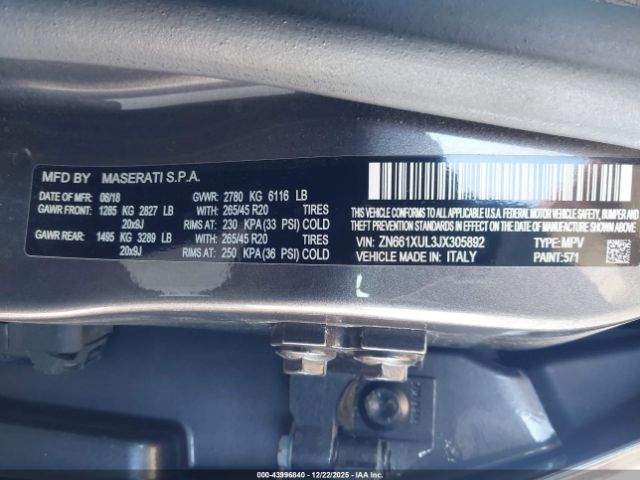 MFD BY MASERATI S.P.A.
DATE OF MFR: 06/18 GVWR: 2780 KG 6116 LB
GAWR FRONT: 1285 KG 2827 LB WITH: 265/45 R20 TIRES
20x9J RIMS AT: 230 KPA (33 PSI) COLD
GAWR REAR: 1495 KG 3289 LB WITH: 265/45 R20 TIRES
20x9J RIMS AT: 250 KPA (36 PSI) COLD
THIS VEHICLE CONFORMS TO ALL APPLICABLE U.S.A. FEDERAL MOTOR VEHICLE SAFETY, BUMPER AND
THEFT PREVENTION STANDARDS IN EFFECT ON THE DATE OF MANUFACTURE SHOWN ABOVE
VIN: ZN661XUL3JX305892 TYPE: MPV
VEHICLE MADE IN: ITALY PAINT: 571
000-43996840 - 12/22/2025 - IAAI.COM